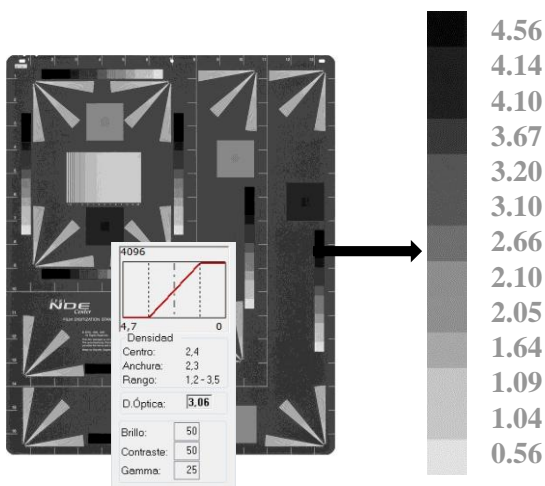 NDE
FILM DIGITIZATION
4096
4,7 0
Densidad
Centro: 2,4
Anchura: 2,3
Rango: 1,2 - 3,5
D.Óptica: 3,06
Brillo: 50
Contraste: 50
Gamma: 25
4.56
4.14
4.10
3.67
3.20
3.10
2.66
2.10
2.05
1.64
1.09
1.04
0.56